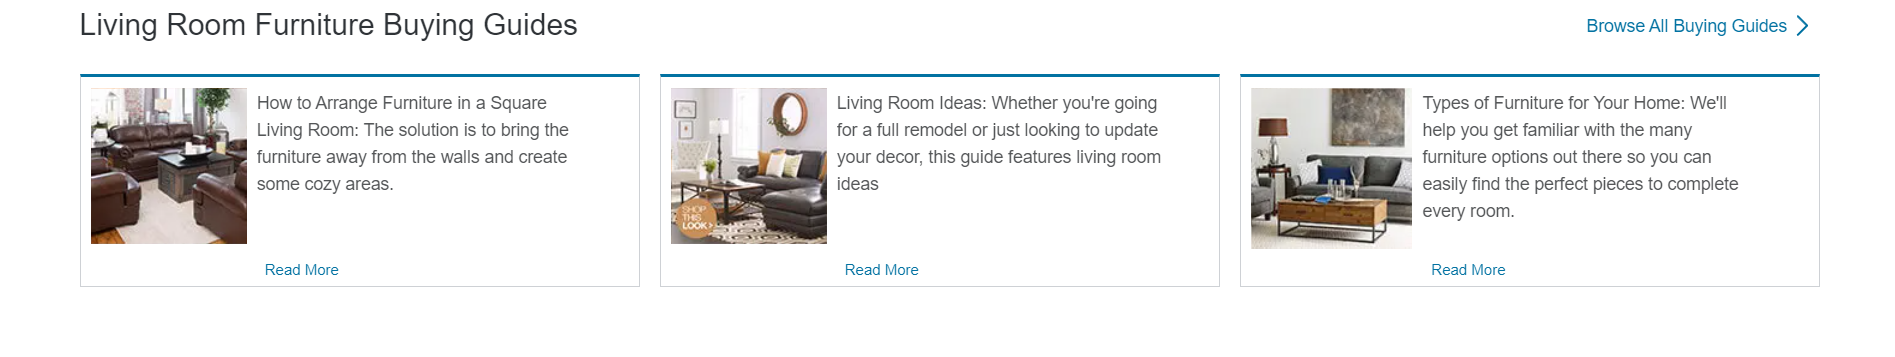 Living Room Furniture Buying Guides
Browse All Buying Guides
How to Arrange Furniture in a Square
Living Room: The solution is to bring the
furniture away from the walls and create
some cozy areas.
Read More
SHOP
THIS
LOOK
Living Room Ideas: Whether you're going
for a full remodel or just looking to update
your decor, this guide features living room
ideas
Read More
Types of Furniture for Your Home: We'll
help you get familiar with the many
furniture options out there so you can
easily find the perfect pieces to complete
every room.
Read More